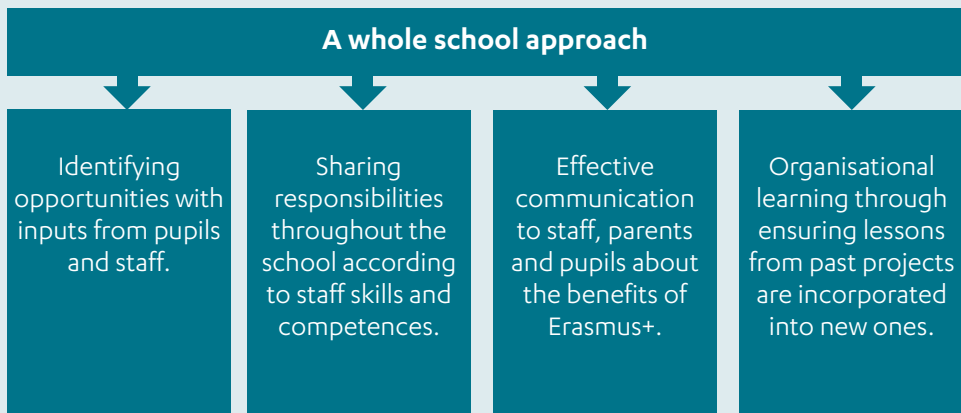 A whole school approach
Identifying
opportunities with
inputs from pupils
and staff.
Sharing
responsibilities
throughout the
school according
to staff skills and
competences.
Effective
communication
to staff, parents
and pupils about
the benefits of
Erasmus+.
Organisational
learning through
ensuring lessons
from past projects
are incorporated
into new ones.